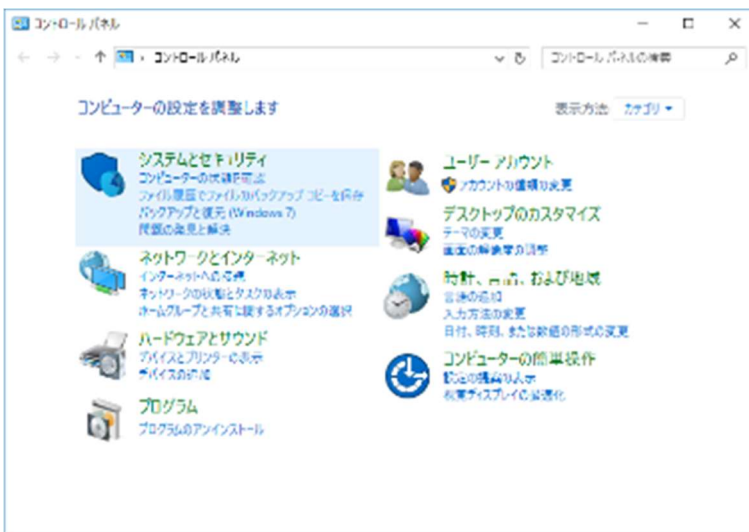 コントロール パネル
コントロール パネル
コントロール パネルの検索
コンピューターの設定を調整します
表示方法: カテゴリ
システムとセキュリティ
コンピューターの状態を確認
ファイル履歴でファイルのバックアップ コピーを保存
バックアップと復元 (Windows 7)
問題の発見と解決
ネットワークとインターネット
インターネットへの接続
ネットワークの状態とタスクの表示
ホームグループと共有に関するオプションの選択
ハードウェアとサウンド
デバイスとプリンターの表示
デバイスの追加
プログラム
プログラムのアンインストール
ユーザー アカウント
アカウントの種類の変更
デスクトップのカスタマイズ
テーマの変更
画面の解像度の調整
時計、言語、および地域
言語の追加
入力方法の変更
日付、時刻、または数値の形式の変更
コンピューターの簡単操作
設定の提案の表示
視覚ディスプレイの最適化